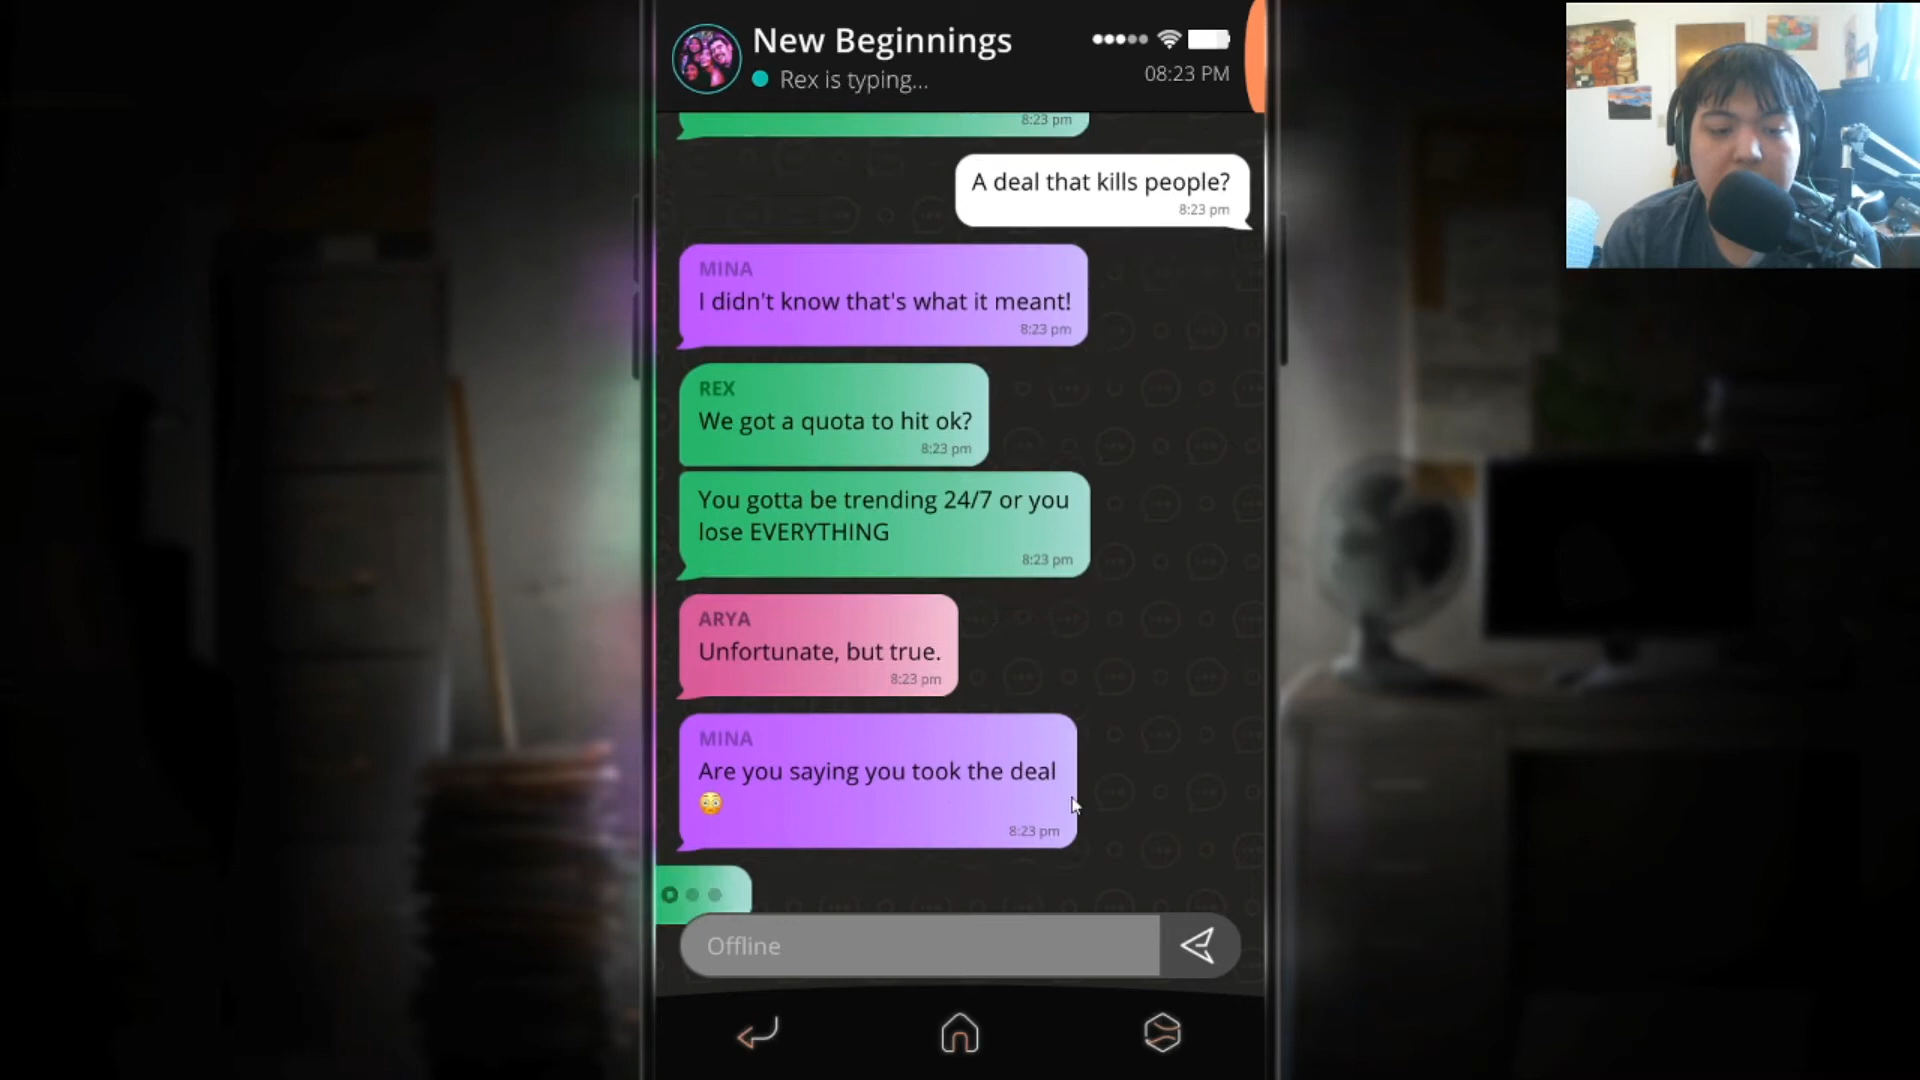 New Beginnings
Rex is typing...
08:23 PM
8:23 pm
A deal that kills people?
8:23 pm
MINA
I didn't know that's what it meant!
8:23 pm
REX
We got a quota to hit ok?
8:23 pm
You gotta be trending 24/7 or you
lose EVERYTHING
8:23 pm
ARYA
Unfortunate, but true.
8:23 pm
MINA
Are you saying you took the deal
😳
8:23 pm
Offline